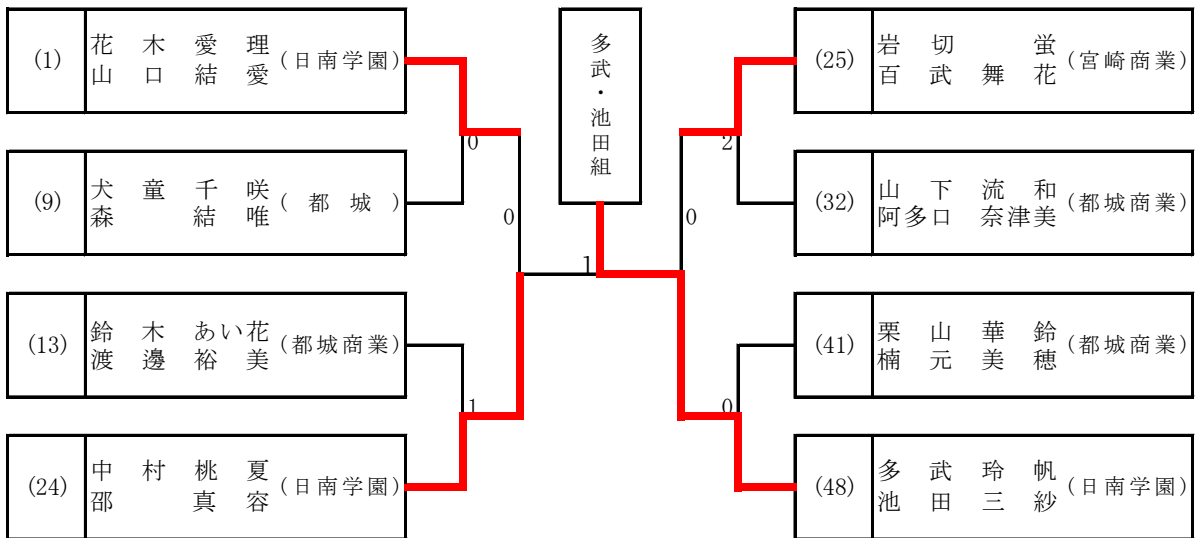 (1) 花木愛理 (日南学園)
山口結愛
0
(9) 犬童千咲 (都城)
森結唯
0
(13) 鈴木あい花 (都城商業)
渡邊裕美
1
(24) 中村桃夏 (日南学園)
邵真容
多武・池田組
1
(25) 岩切蛍 (宮崎商業)
百武舞花
2
(32) 山下流和 (都城商業)
阿多口奈津美
0
(41) 栗山華鈴 (都城商業)
楠元美穂
0
(48) 多武玲帆 (日南学園)
池田三紗